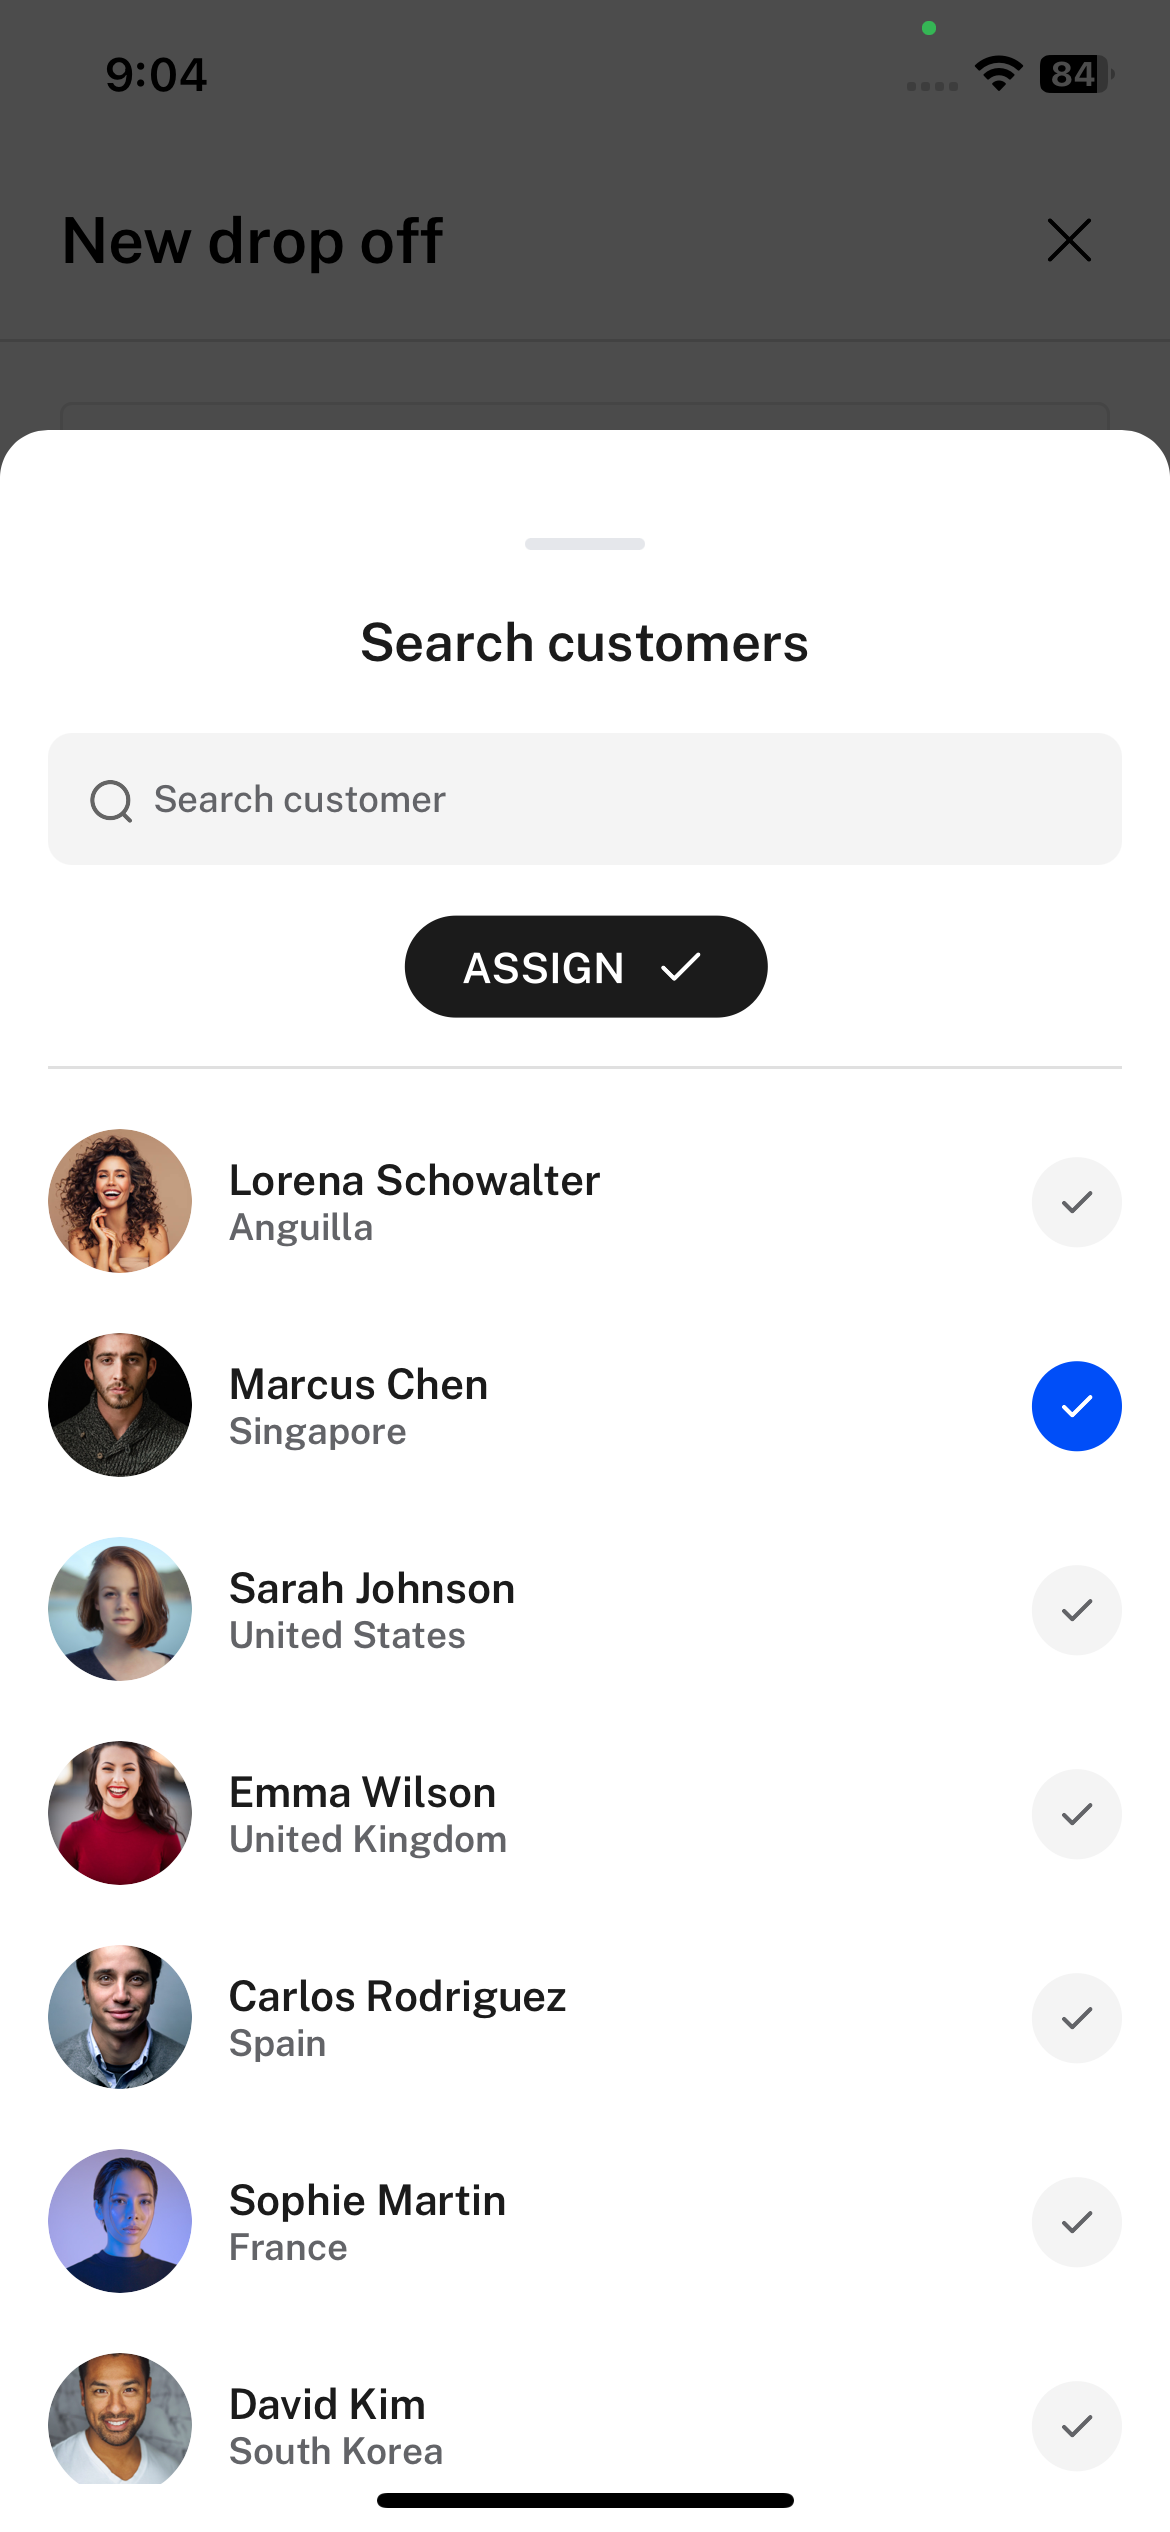 9:04
84
New drop off
Search customers
Search customer
ASSIGN
Lorena Schowalter
Anguilla
Marcus Chen
Singapore
Sarah Johnson
United States
Emma Wilson
United Kingdom
Carlos Rodriguez
Spain
Sophie Martin
France
David Kim
South Korea